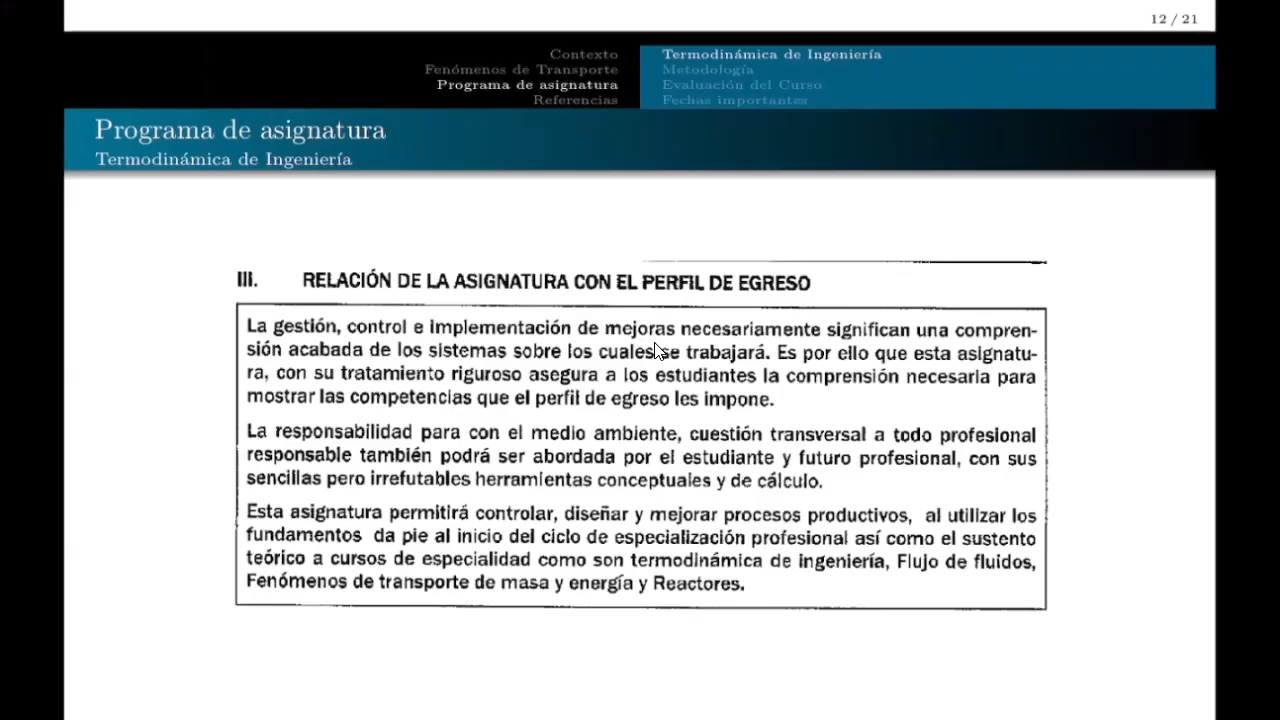 12 / 21
Contexto
Fenómenos de Transporte
Programa de asignatura
Referencias
Termodinámica de Ingeniería
Metodología
Evaluación del Curso
Fechas importantes
Programa de asignatura
Termodinámica de Ingeniería
III. RELACIÓN DE LA ASIGNATURA CON EL PERFIL DE EGRESO
La gestión, control e implementación de mejoras necesariamente significan una compren-
sión acabada de los sistemas sobre los cuales se trabajará. Es por ello que esta asignatu-
ra, con su tratamiento riguroso asegura a los estudiantes la comprensión necesaria para
mostrar las competencias que el perfil de egreso les impone.
La responsabilidad para con el medio ambiente, cuestión transversal a todo profesional
responsable también podrá ser abordada por el estudiante y futuro profesional, con sus
sencillas pero irrefutables herramientas conceptuales y de cálculo.
Esta asignatura permitirá controlar, diseñar y mejorar procesos productivos, al utilizar los
fundamentos da pie al inicio del ciclo de especialización profesional así como el sustento
teórico a cursos de especialidad como son termodinámica de ingeniería, Flujo de fluidos,
Fenómenos de transporte de masa y energía y Reactores.